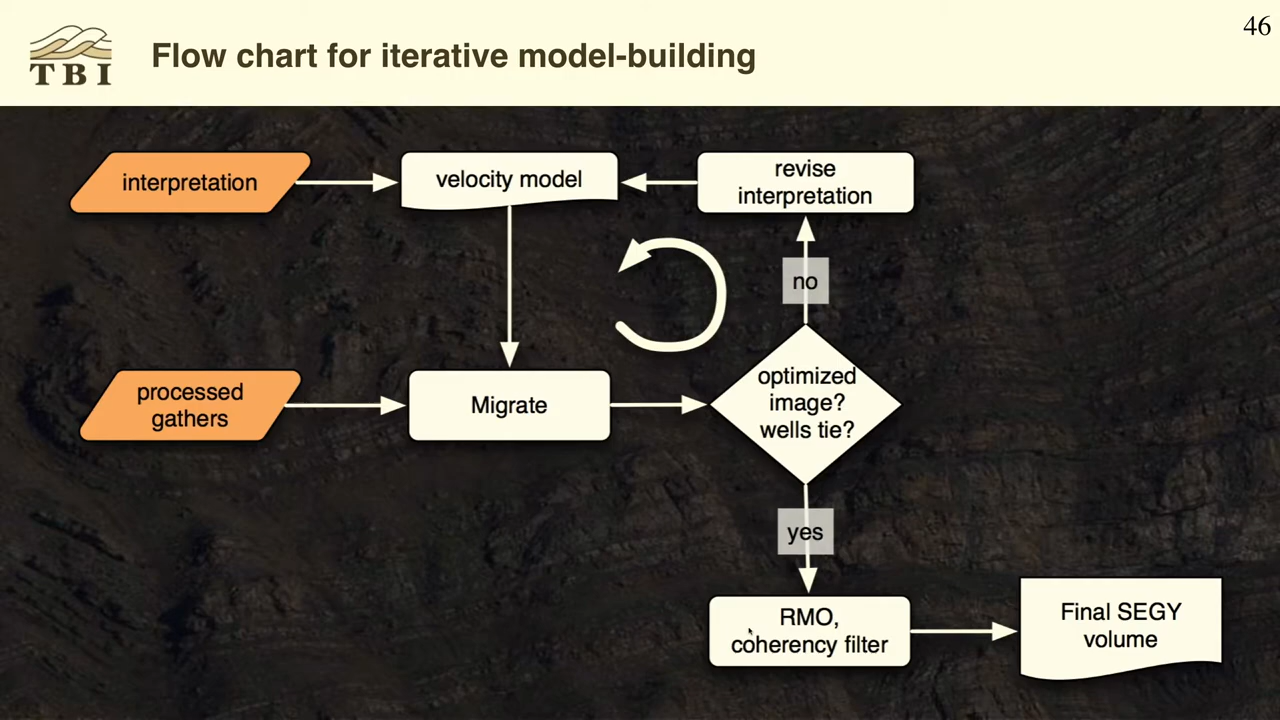 46
TBI
Flow chart for iterative model-building
interpretation
velocity model
revise
interpretation
no
processed
gathers
Migrate
optimized
image?
wells tie?
yes
RMO,
coherency filter
Final SEGY
volume